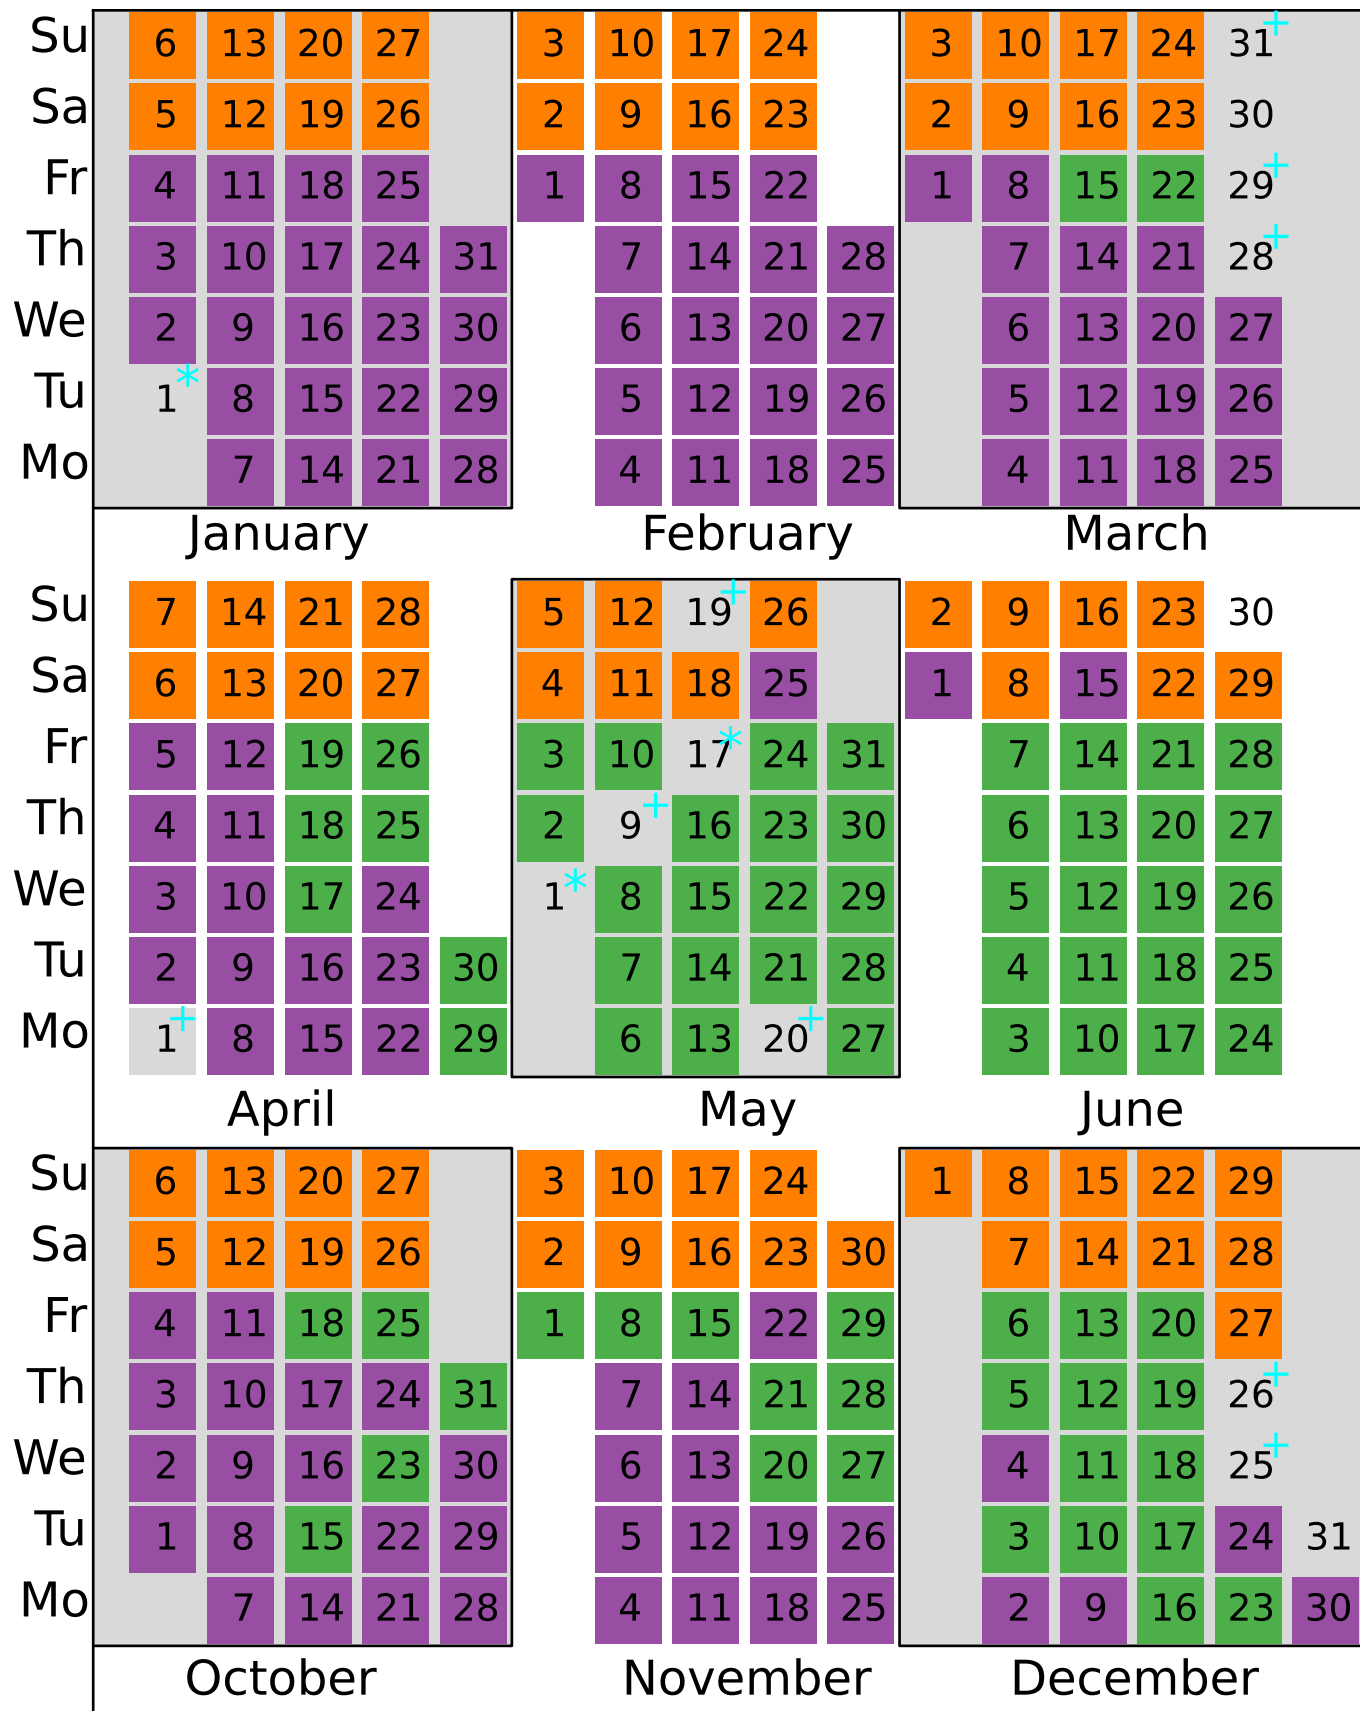 Su 6 13 20 27 3 10 17 24 3 10 17 24 31+
Sa 5 12 19 26 2 9 16 23 2 9 16 23 30
Fr 4 11 18 25 1 8 15 22 1 8 15 22 29+
Th 3 10 17 24 31 7 14 21 28 7 14 21 28+
We 2 9 16 23 30 6 13 20 27 6 13 20 27
Tu 1* 8 15 22 29 5 12 19 26 5 12 19 26
Mo 7 14 21 28 4 11 18 25 4 11 18 25
January February March
Su 7 14 21 28 5 12 19+ 26 2 9 16 23 30
Sa 6 13 20 27 4 11 18 25 1 8 15 22 29
Fr 5 12 19 26 3 10 17* 24 31 7 14 21 28
Th 4 11 18 25 2 9+ 16 23 30 6 13 20 27
We 3 10 17 24 1* 8 15 22 29 5 12 19 26
Tu 2 9 16 23 30 7 14 21 28 4 11 18 25
Mo 1+ 8 15 22 29 6 13 20+ 27 3 10 17 24
April May June
Su 6 13 20 27 3 10 17 24 1 8 15 22 29
Sa 5 12 19 26 2 9 16 23 30 7 14 21 28
Fr 4 11 18 25 1 8 15 22 29 6 13 20 27
Th 3 10 17 24 31 7 14 21 28 5 12 19 26+
We 2 9 16 23 30 6 13 20 27 4 11 18 25+
Tu 1 8 15 22 29 5 12 19 26 3 10 17 24 31
Mo 7 14 21 28 4 11 18 25 2 9 16 23 30
October November December